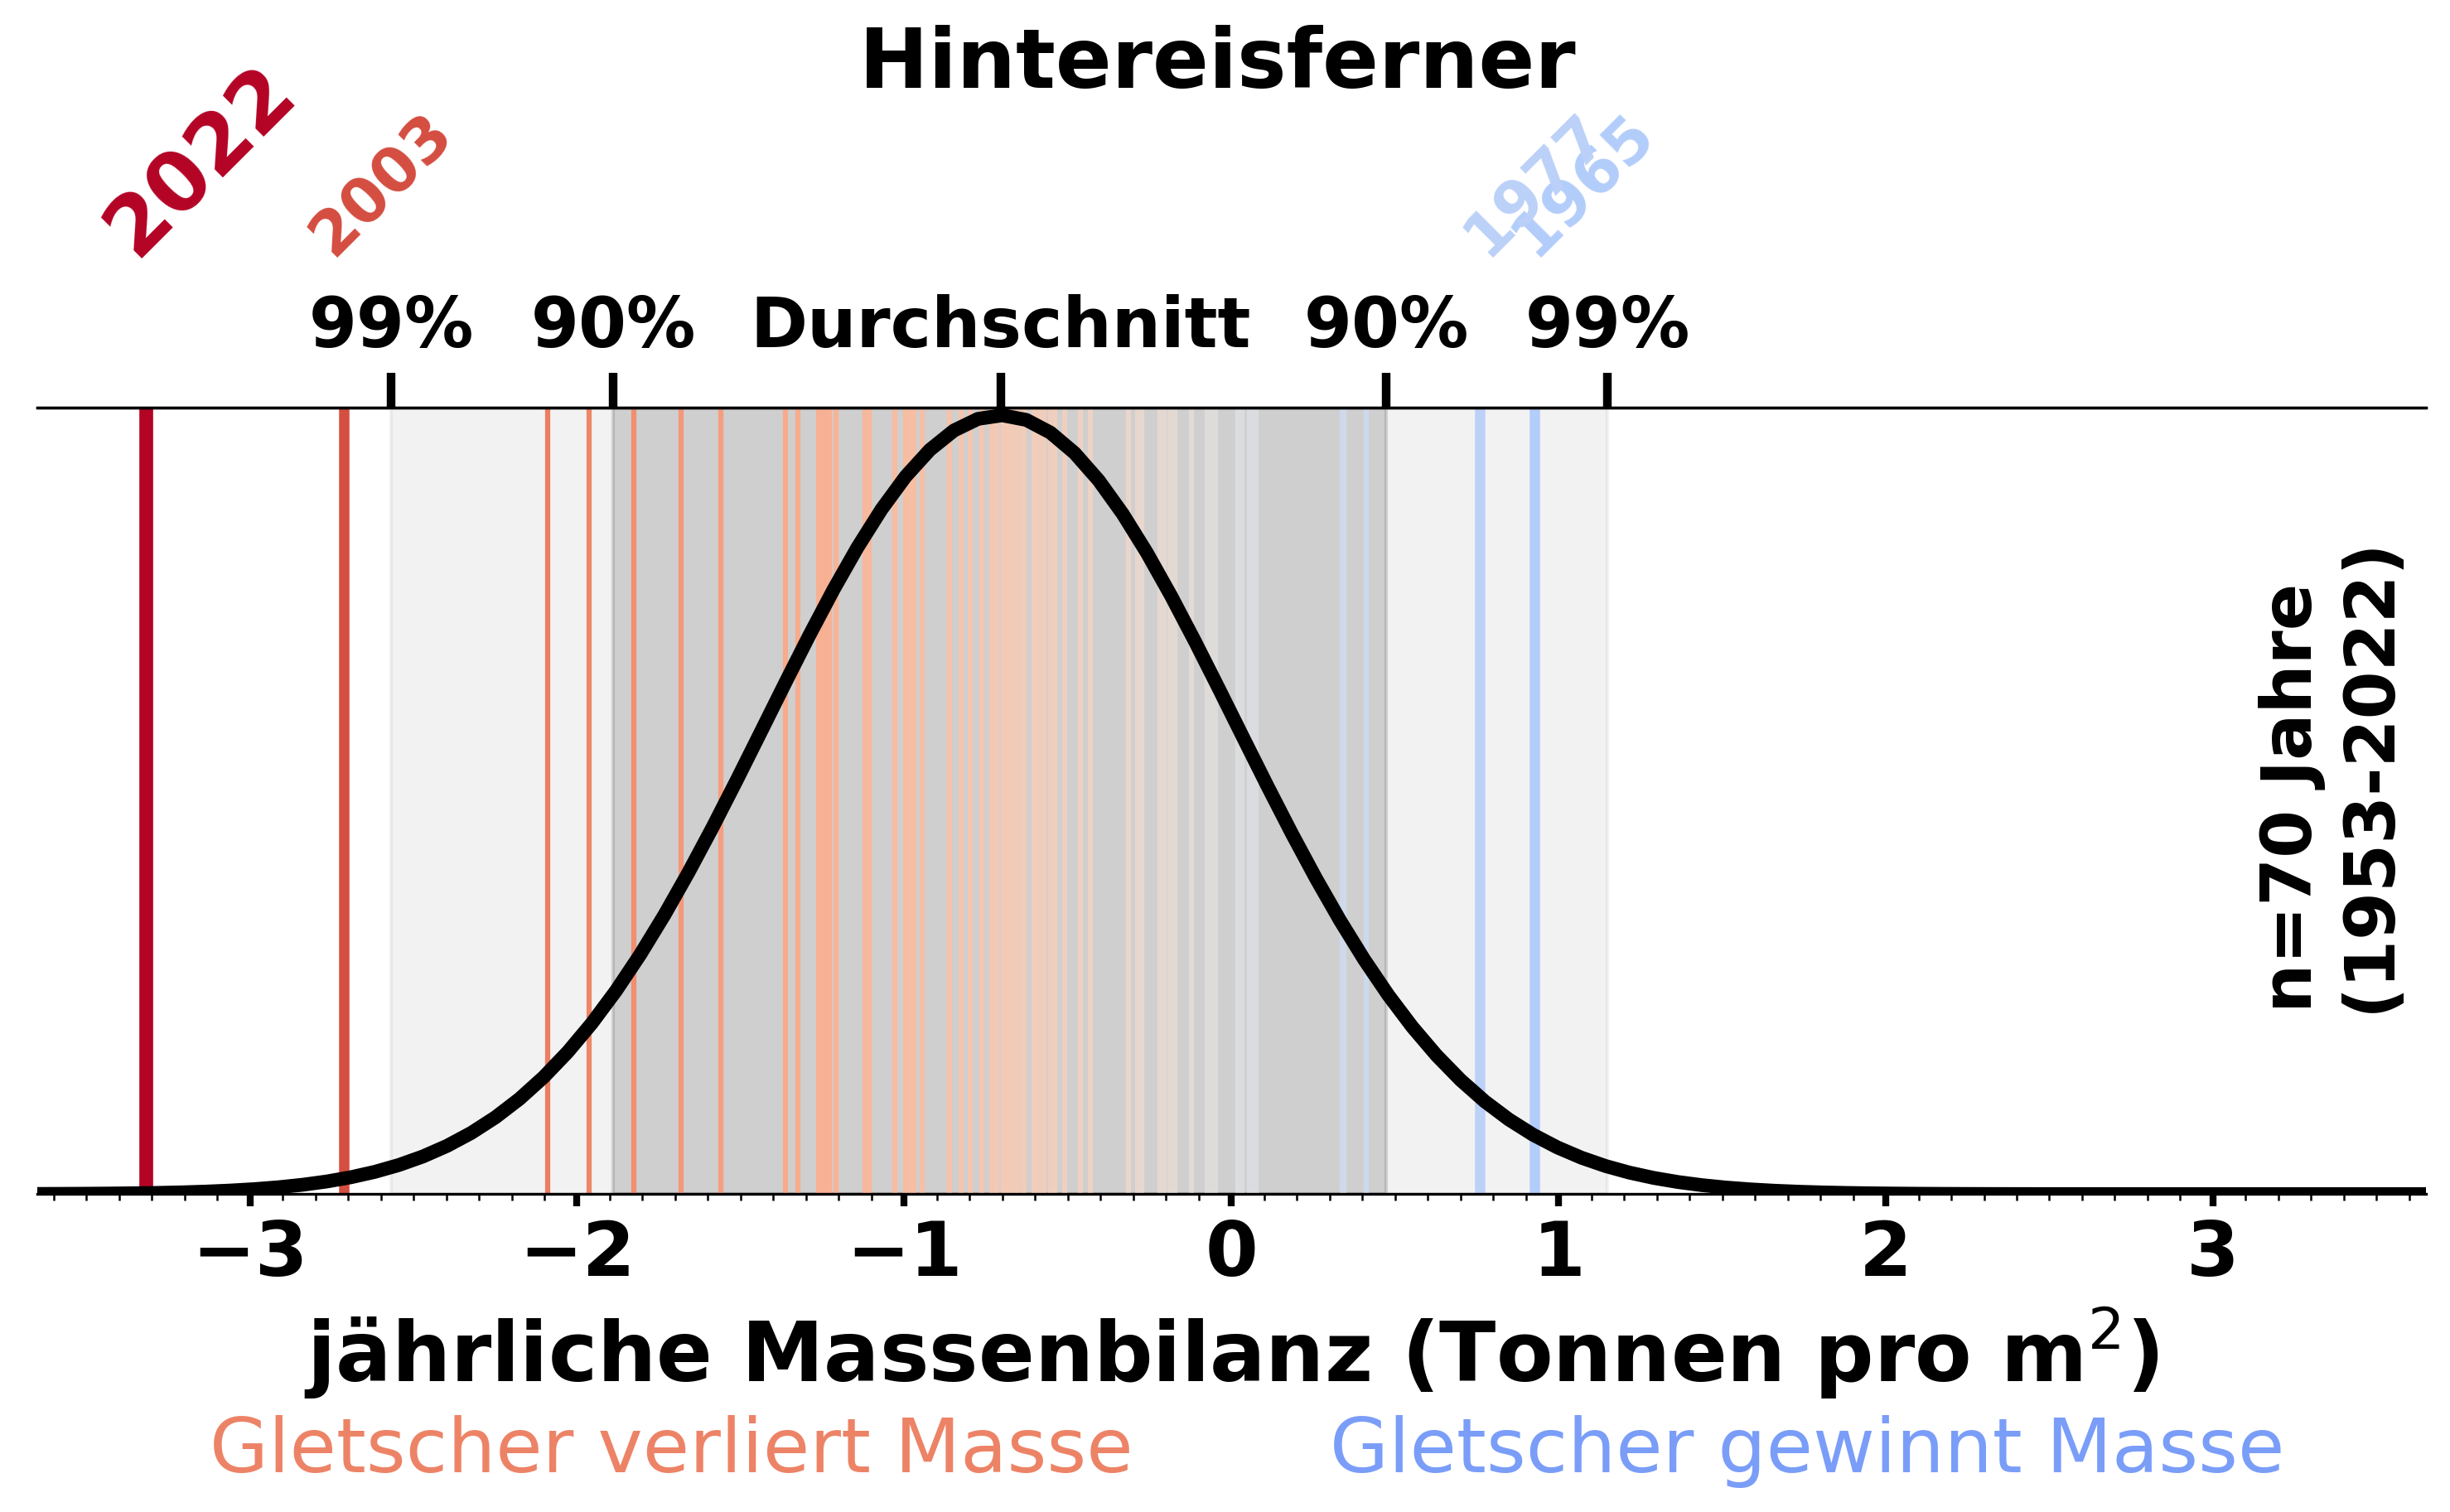 Hintereisferner
2022 2003 1977 1965
99% 90% Durchschnitt 90% 99%
n=70 Jahre
(1953-2022)
−3 −2 −1 0 1 2 3
jährliche Massenbilanz (Tonnen pro m²)
Gletscher verliert Masse Gletscher gewinnt Masse